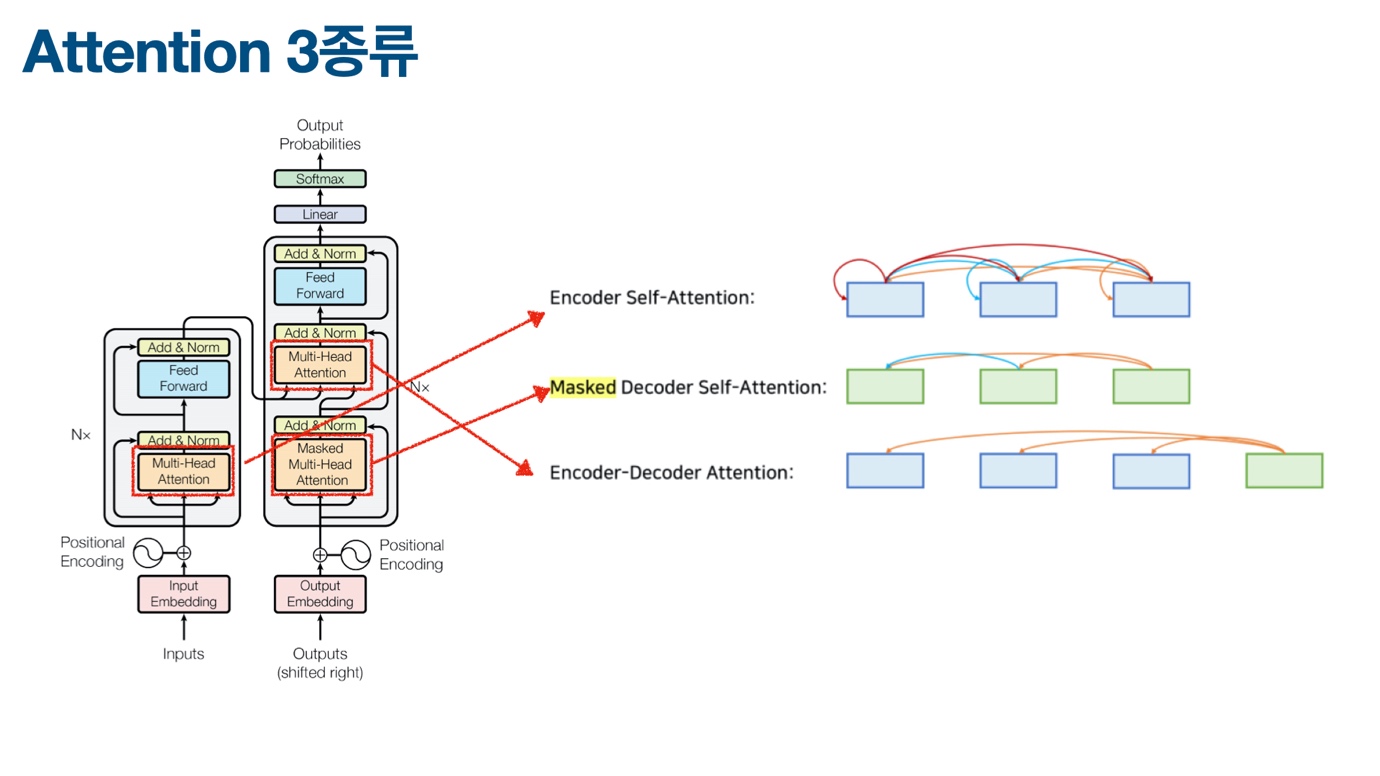 Attention 3종류
Output
Probabilities
Softmax
Linear
Add & Norm
Feed
Forward
Add & Norm
Multi-Head
Attention
Nx
Add & Norm
Masked
Multi-Head
Attention
Add & Norm
Feed
Forward
Nx
Add & Norm
Multi-Head
Attention
Positional
Encoding
Positional
Encoding
Input
Embedding
Output
Embedding
Inputs
Outputs
(shifted right)
Encoder Self-Attention:
Masked Decoder Self-Attention:
Encoder-Decoder Attention: